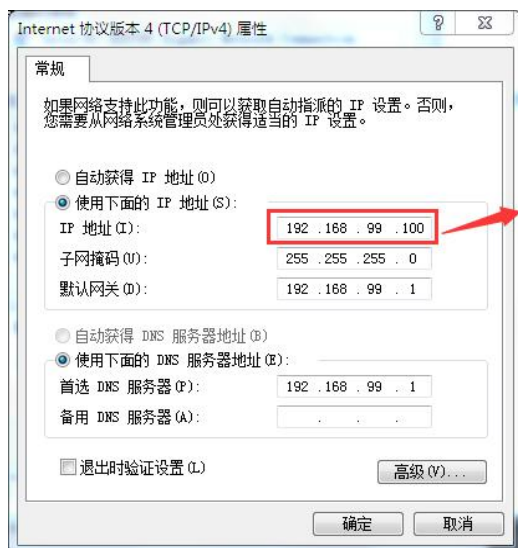 Internet 协议版本 4 (TCP/IPv4) 属性
常规
如果网络支持此功能，则可以获取自动指派的 IP 设置。否则，
您需要从网络系统管理员处获得适当的 IP 设置。
自动获得 IP 地址(O)
使用下面的 IP 地址(S):
IP 地址(I): 192 .168 . 99 .100
子网掩码(U): 255 .255 .255 . 0
默认网关(D): 192 .168 . 99 . 1
自动获得 DNS 服务器地址(B)
使用下面的 DNS 服务器地址(E):
首选 DNS 服务器(P): 192 .168 . 99 . 1
备用 DNS 服务器(A): . . .
退出时验证设置(L)
高级(V)...
确定 取消